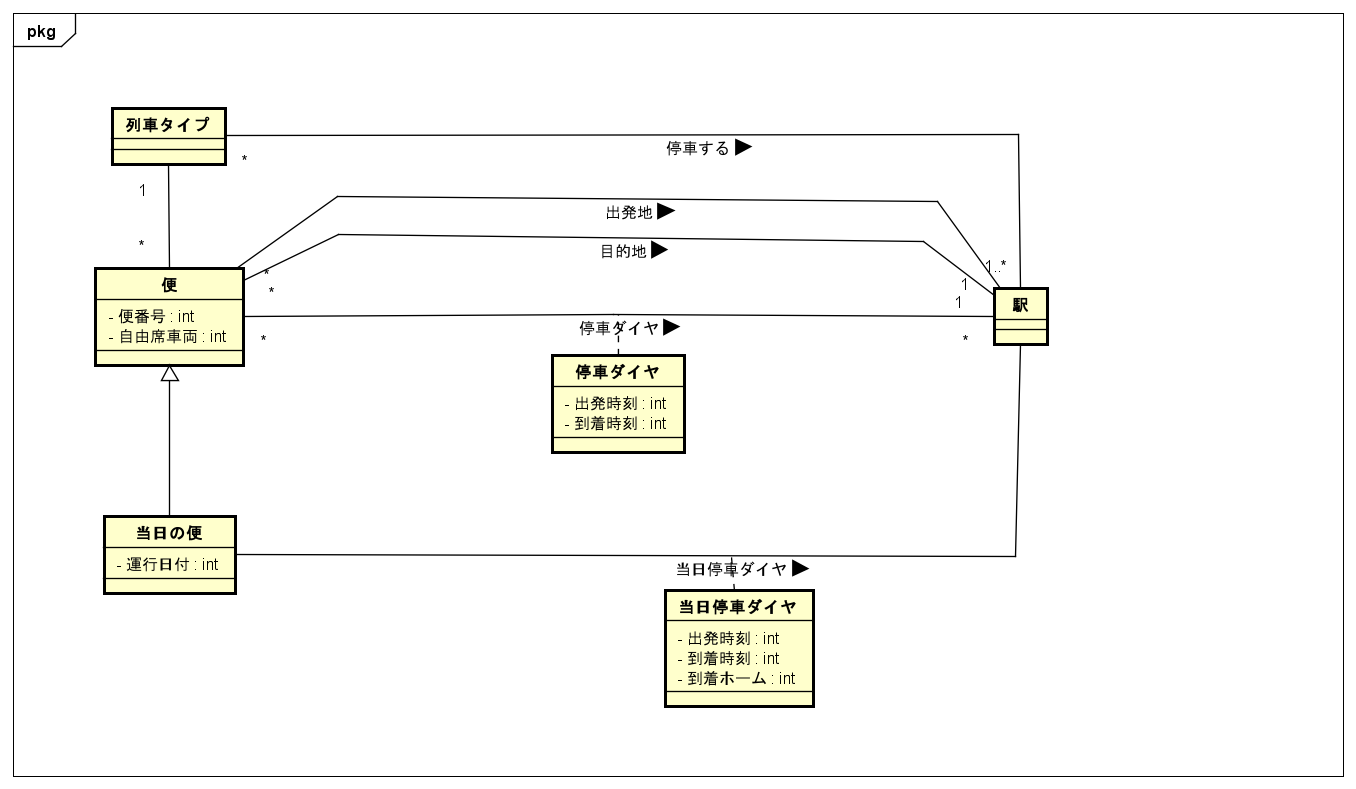 pkg
列車タイプ
*
停車する
1
*
出発地
目的地
*
*
1..*
1
1
便
- 便番号 : int
- 自由席車両 : int
*
停車ダイヤ
*
駅
停車ダイヤ
- 出発時刻 : int
- 到着時刻 : int
当日の便
- 運行日付 : int
当日停車ダイヤ
当日停車ダイヤ
- 出発時刻 : int
- 到着時刻 : int
- 到着ホーム : int